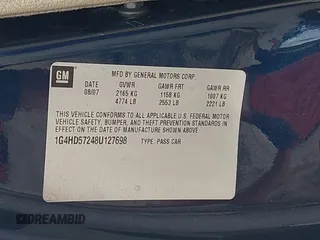 GM
MFD BY GENERAL MOTORS CORP
DATE GVWR GAWR FRT GAWR RR
08/07 2165 KG 1158 KG 1007 KG
4774 LB 2553 LB 2221 LB
THIS VEHICLE CONFORMS TO ALL APPLICABLE U.S. FEDERAL MOTOR
VEHICLE SAFETY, BUMPER, AND THEFT PREVENTION STANDARDS IN
EFFECT ON THE DATE OF MANUFACTURE SHOWN ABOVE.
1G4HD57248U127698 TYPE: PASS CAR
DREAMBID